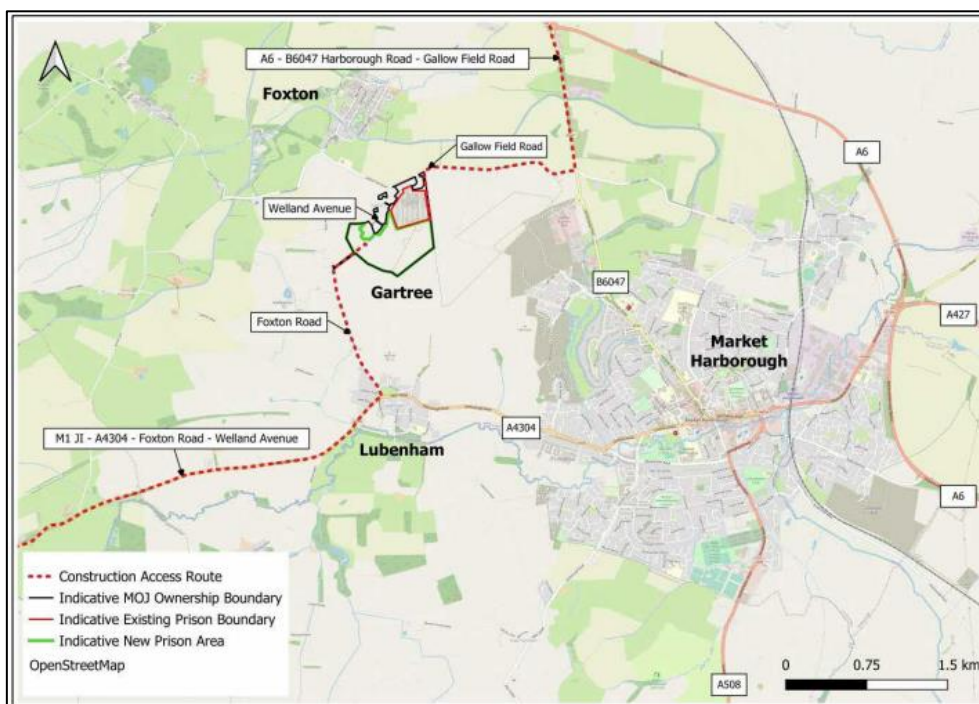 A6 - B6047 Harborough Road - Gallow Field Road
Foxton
A6
Gallow Field Road
Welland Avenue
B6047
Gartree
A427
Foxton Road
Market
Harborough
M1 JI - A4304 - Foxton Road - Welland Avenue
A4304
Lubenham
A6
Construction Access Route
Indicative MOJ Ownership Boundary
Indicative Existing Prison Boundary
Indicative New Prison Area
OpenStreetMap
0 0.75 1.5 km
A508